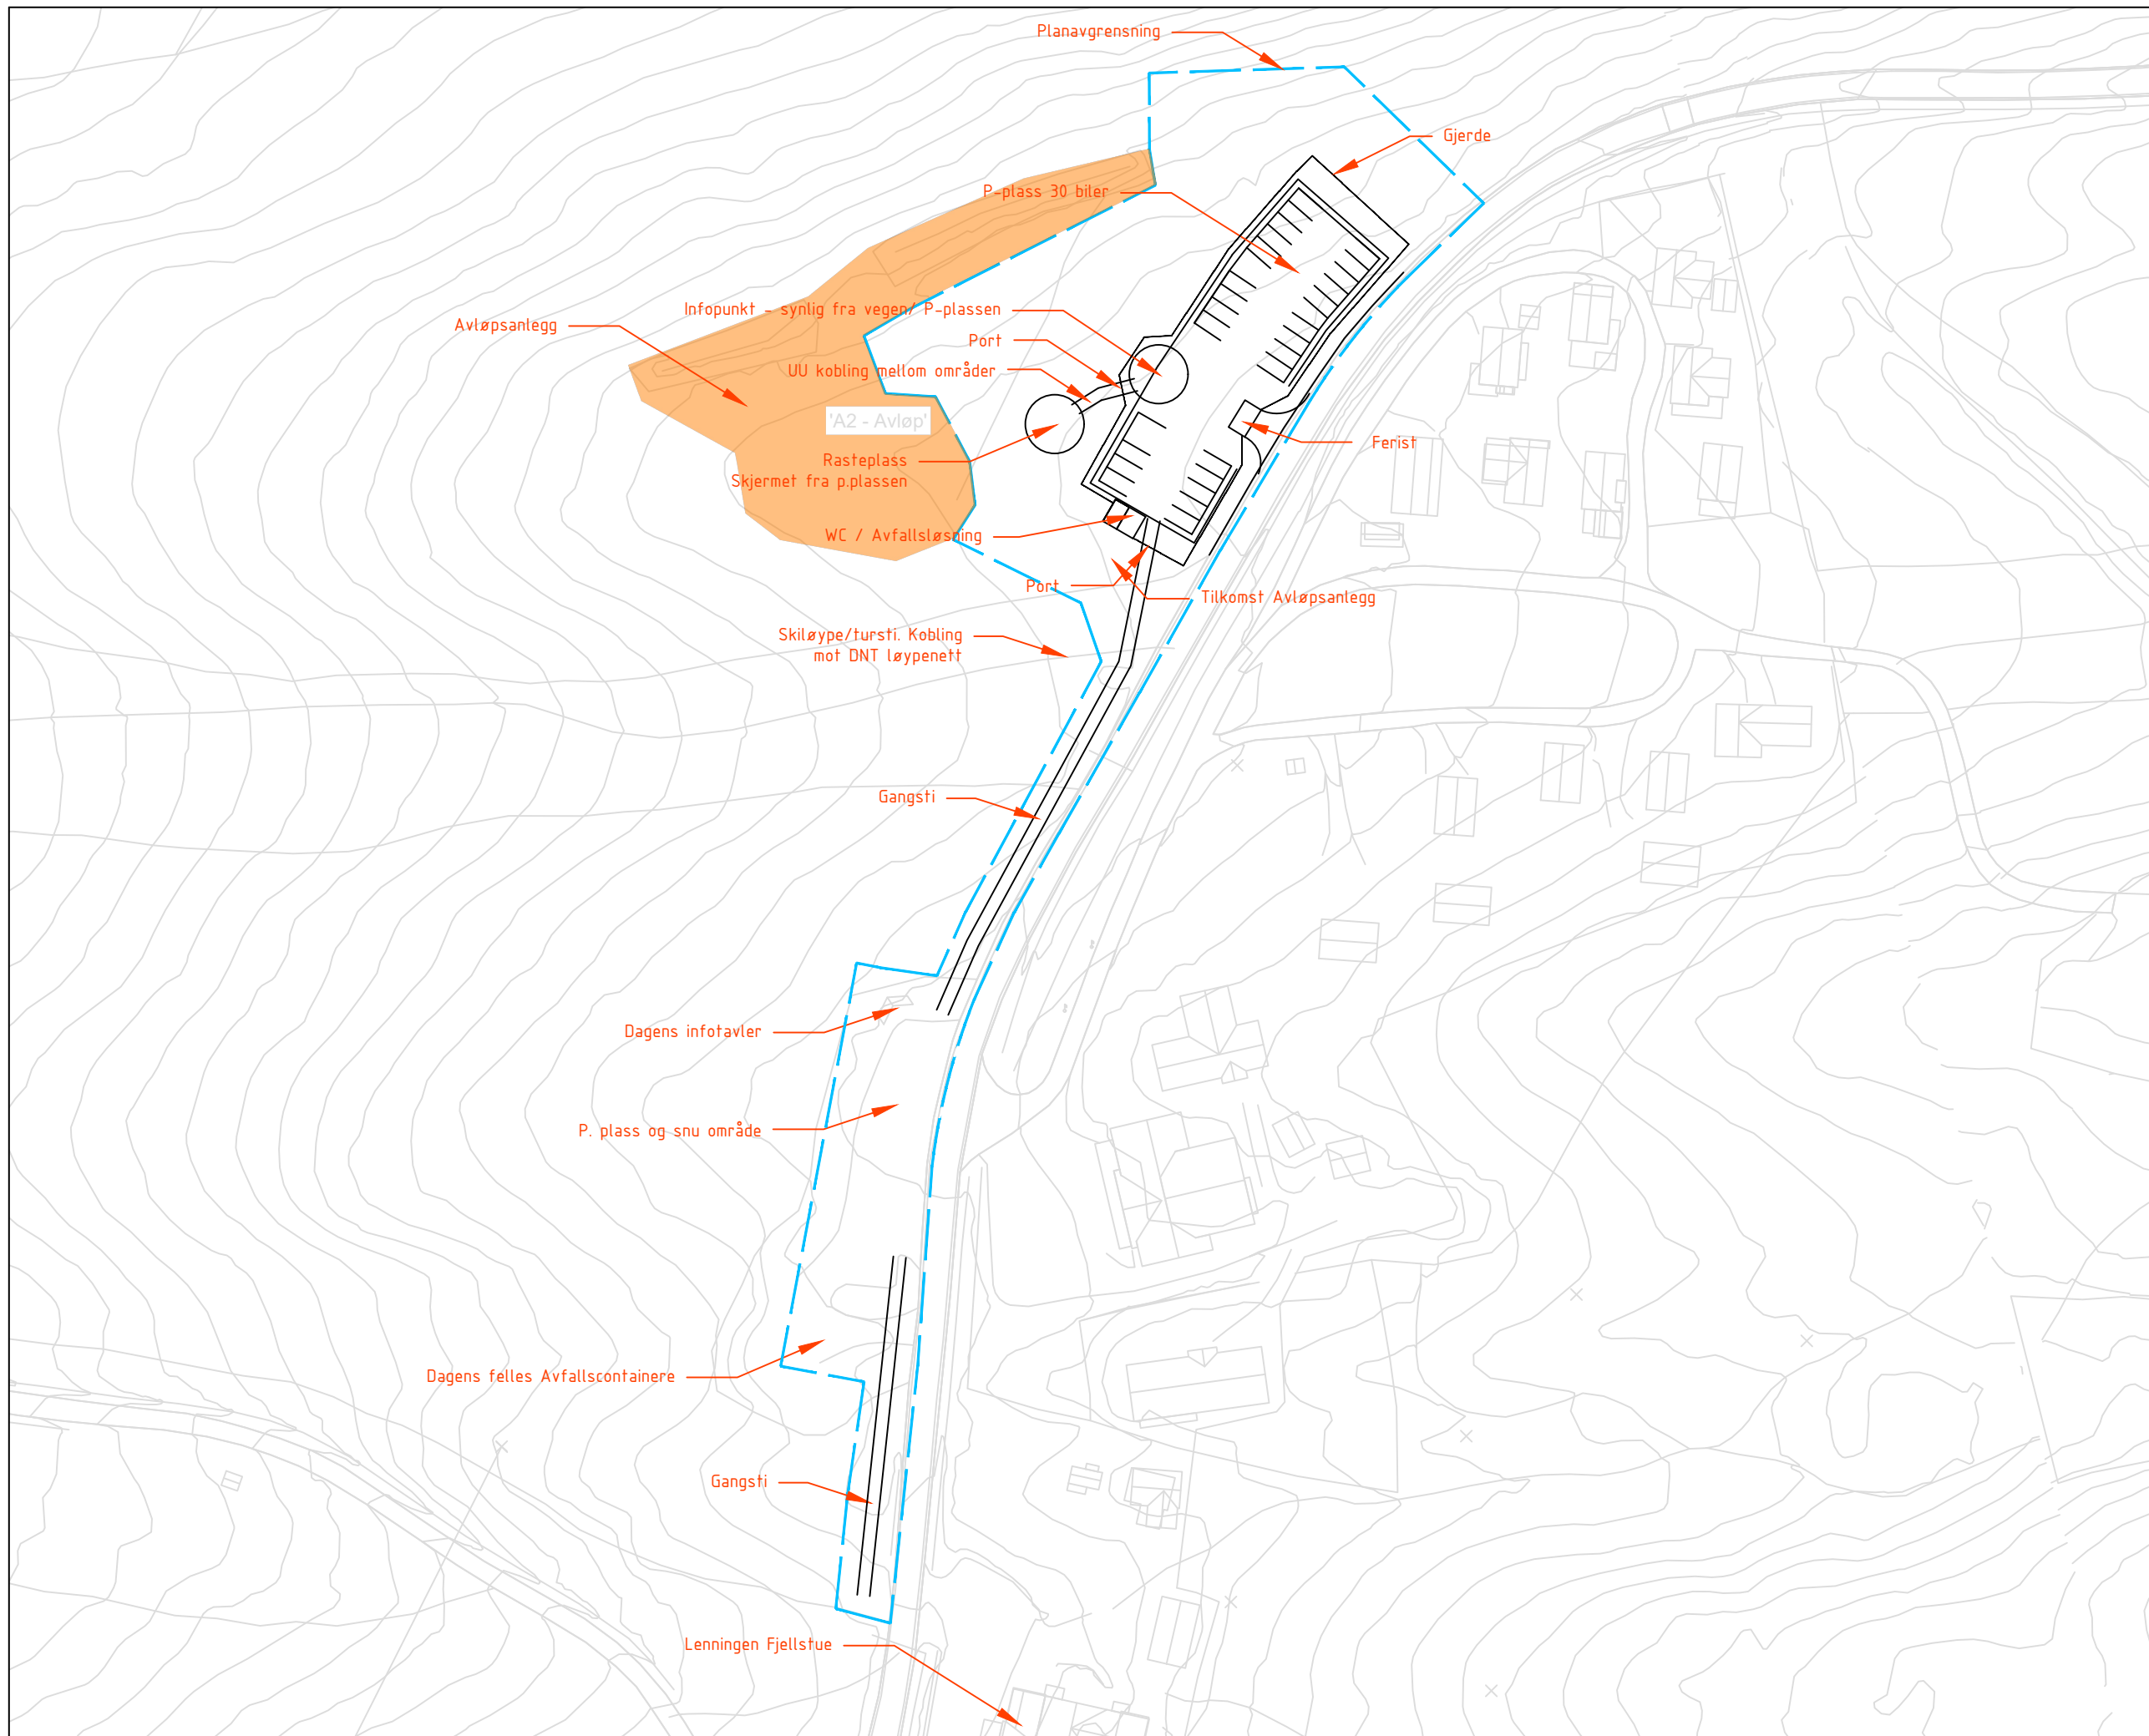 Planavgrensning
Gjerde
P-plass 30 biler
Infopunkt - synlig fra vegen/ P-plassen
Avløpsanlegg
Port
UU kobling mellom områder
'A2 - Avløp'
Ferist
Rasteplass
Skjermet fra p.plassen
WC / Avfallsløsning
Port
Tilkomst Avløpsanlegg
Skiløype/tursti. Kobling
mot DNT løypenett
Gangsti
Dagens infotavler
P. plass og snu område
Dagens felles Avfallscontainere
Gangsti
Lenningen Fjellstue